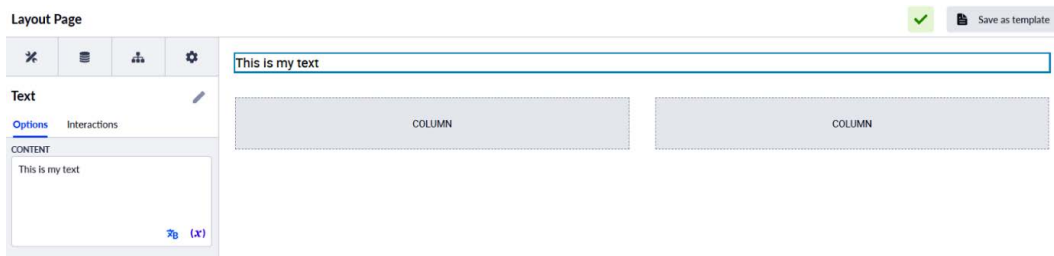 Layout Page
Save as template
This is my text
Text
Options Interactions
CONTENT
This is my text
(x)
COLUMN COLUMN